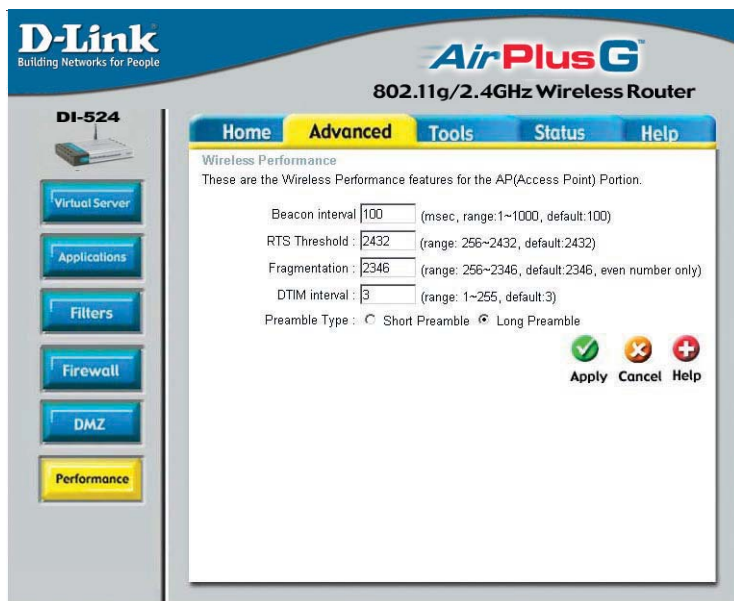 D-Link
Building Networks for People
AirPlus G
802.11g/2.4GHz Wireless Router
DI-524
Home Advanced Tools Status Help
Virtual Server
Applications
Filters
Firewall
DMZ
Performance
Wireless Performance
These are the Wireless Performance features for the AP(Access Point) Portion.
Beacon interval 100 (msec, range:1~1000, default:100)
RTS Threshold : 2432 (range: 256~2432, default:2432)
Fragmentation : 2346 (range: 256~2346, default:2346, even number only)
DTIM interval : 3 (range: 1~255, default:3)
Preamble Type : Short Preamble Long Preamble
Apply Cancel Help